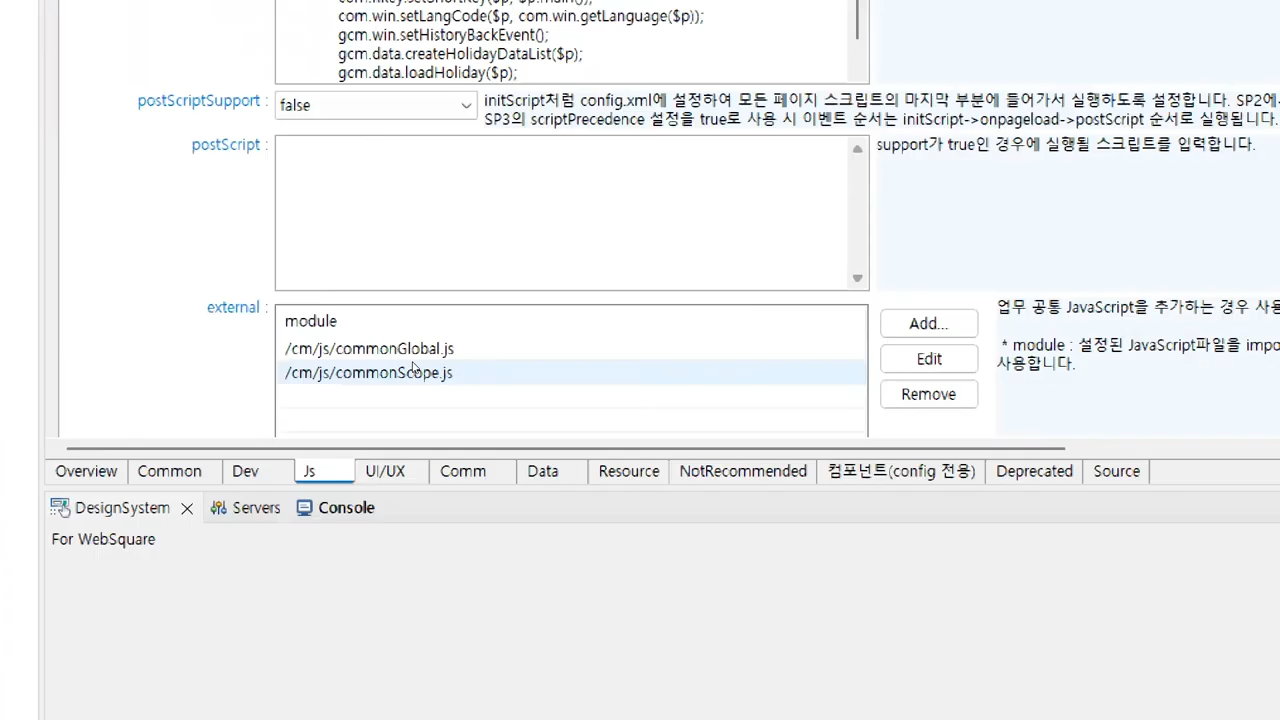 com.win.setLangCode($p, com.win.getLanguage($p));
gcm.win.setHistoryBackEvent();
gcm.data.createHolidayDataList($p);
gcm.data.loadHoliday($p);
postScriptSupport :
false
initScript처럼 config.xml에 설정하여 모든 페이지 스크립트의 마지막 부분에 들어가서 실행하도록 설정합니다. SP2에서
SP3의 scriptPrecedence 설정을 true로 사용 시 이벤트 순서는 initScript->onpageload->postScript 순서로 실행됩니다.
postScript :
support가 true인 경우에 실행될 스크립트를 입력합니다.
external :
module
/cm/js/commonGlobal.js
/cm/js/commonScope.js
Add...
Edit
Remove
업무 공통 JavaScript을 추가하는 경우 사용
* module : 설정된 JavaScript파일을 impo
사용합니다.
Overview Common Dev Js UI/UX Comm Data Resource NotRecommended 컴포넌트(config 전용) Deprecated Source
DesignSystem Servers Console
For WebSquare